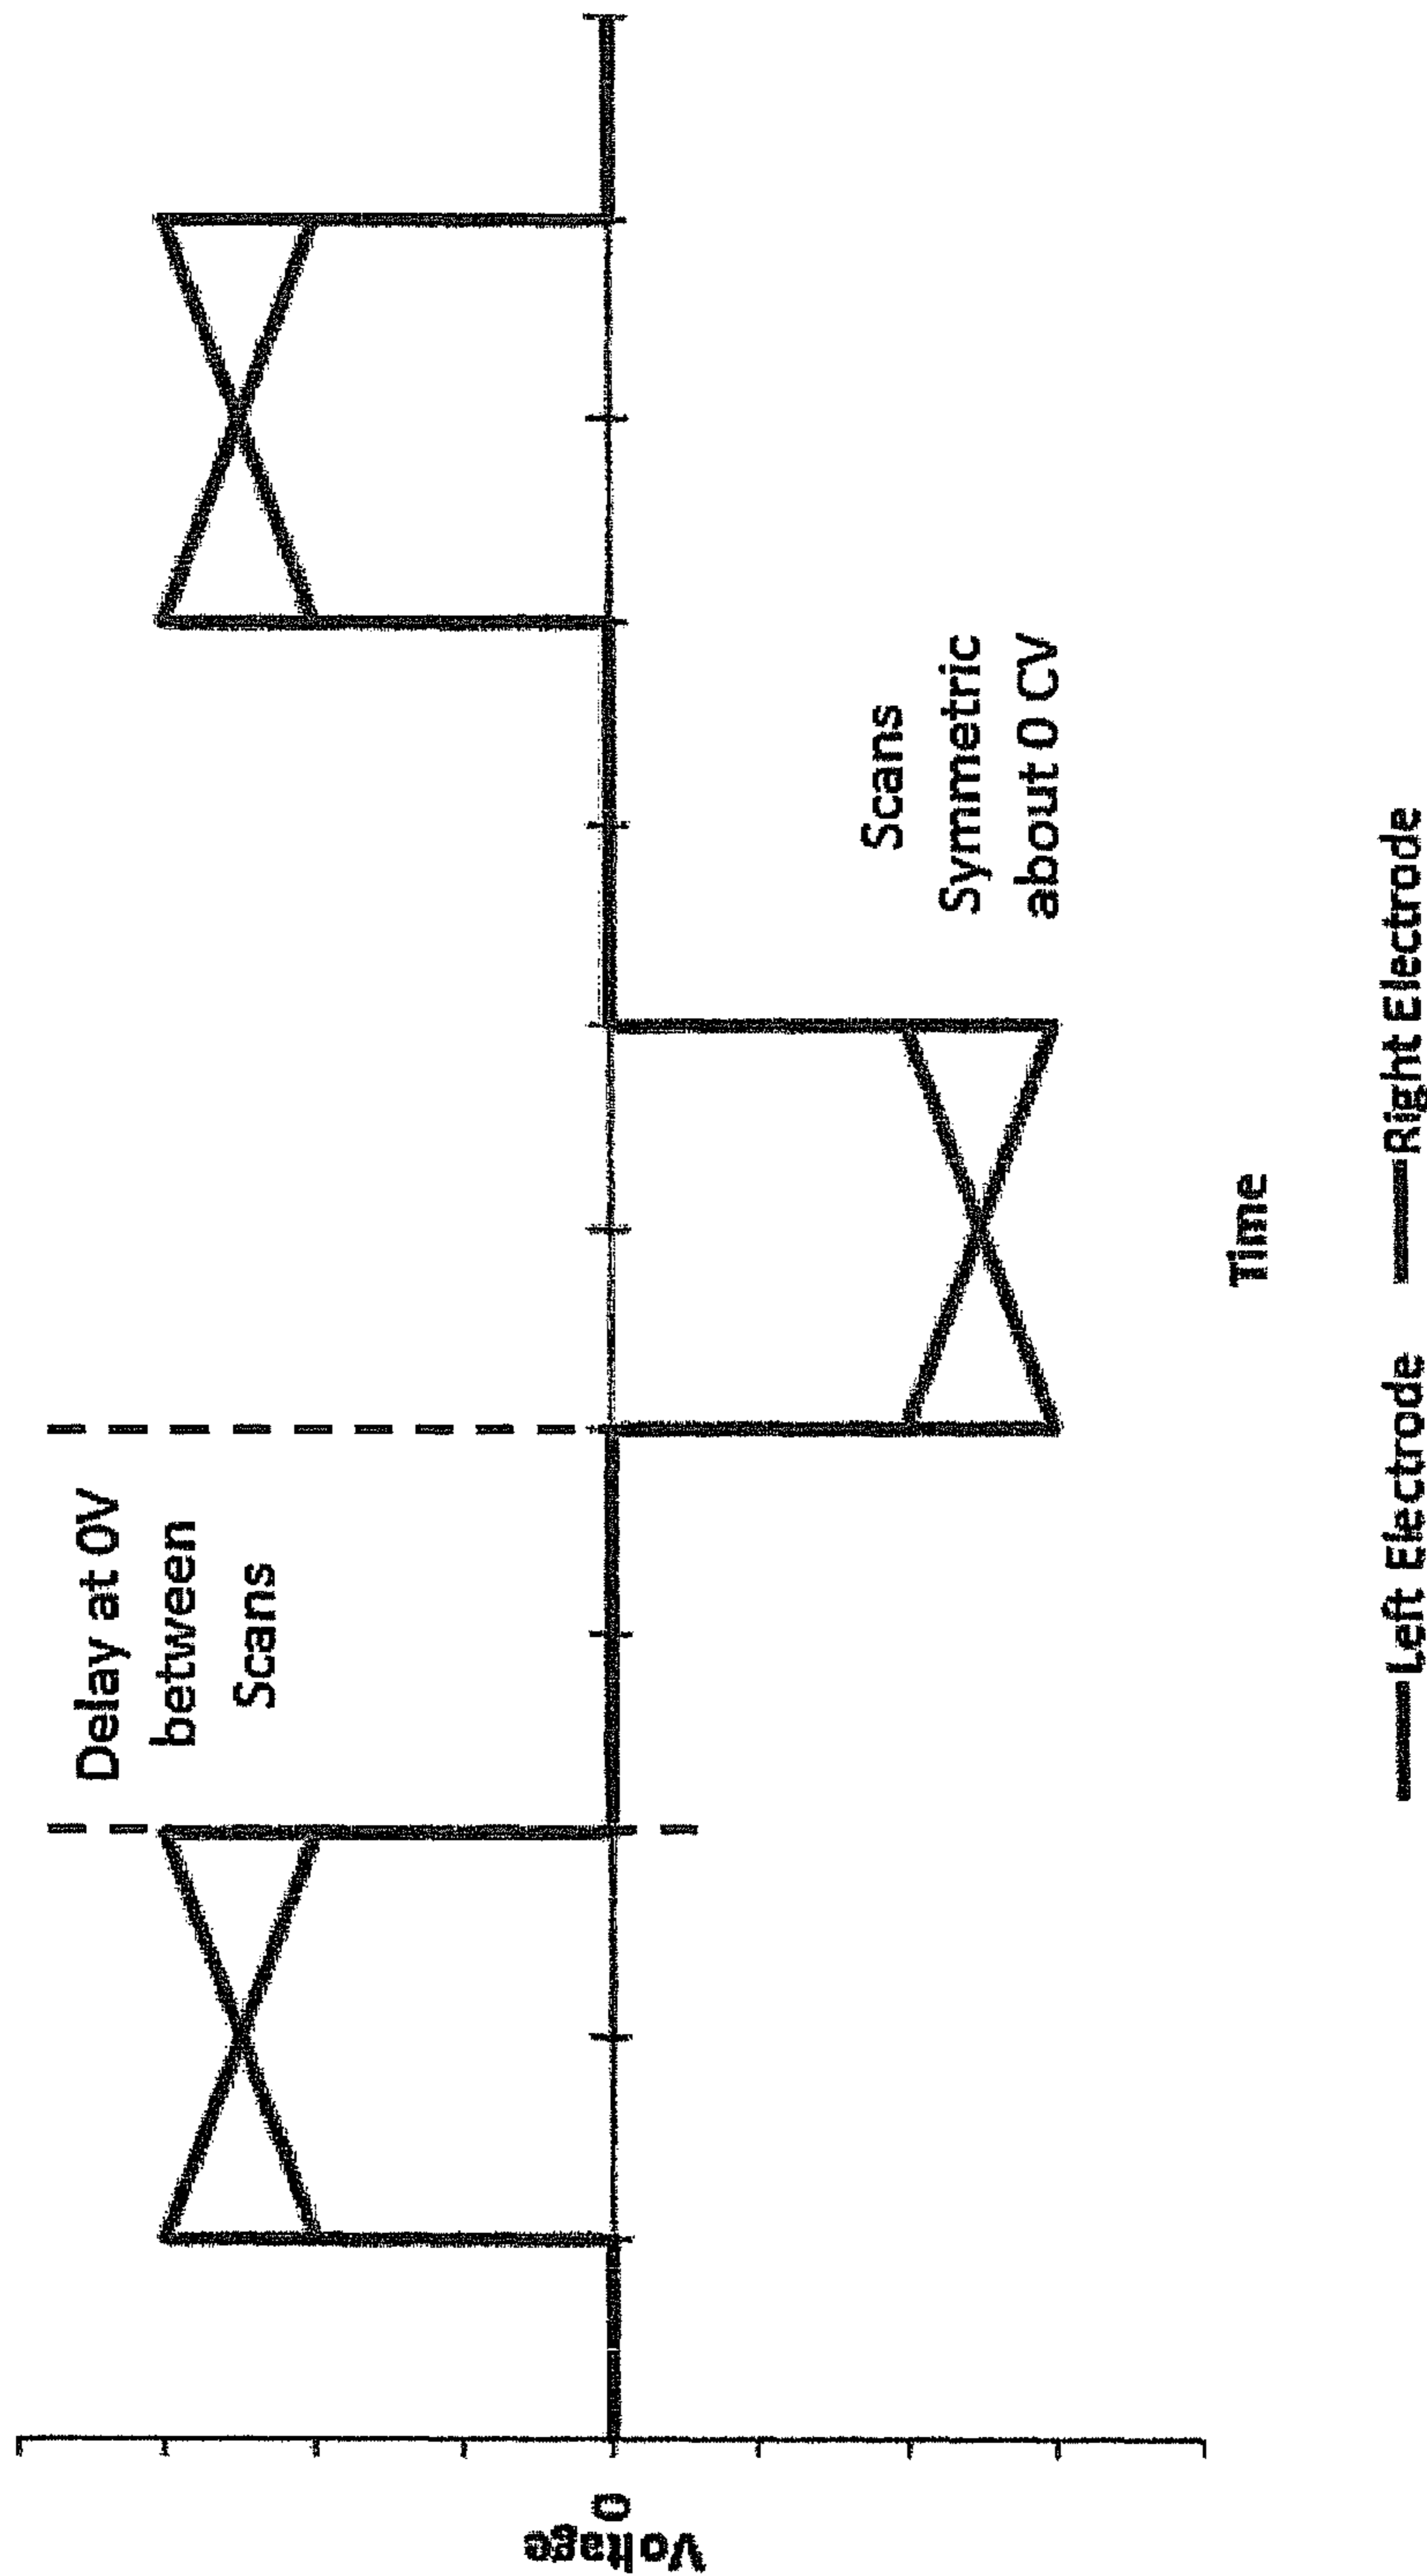 Voltage
0
Delay at 0V
between
Scans
Scans
Symmetric
about 0 CV
Time
Left Electrode
Right Electrode